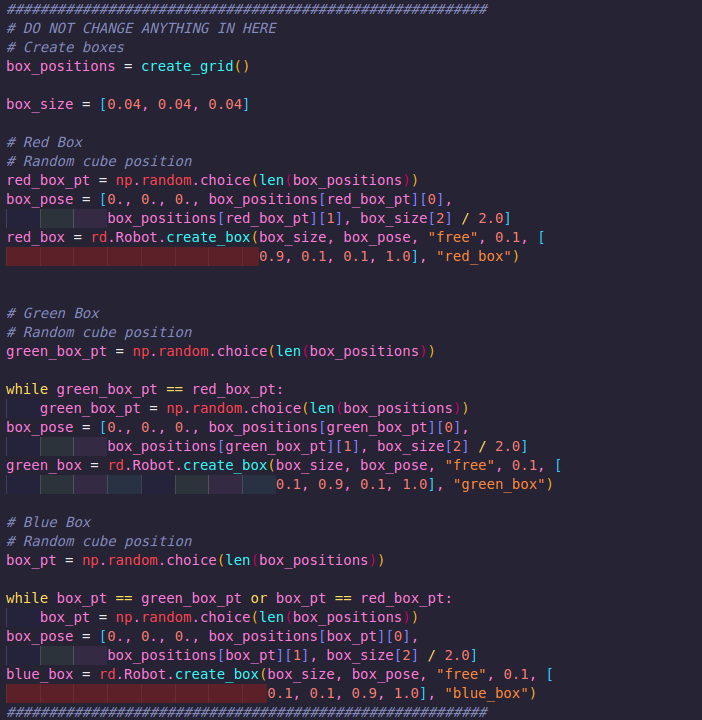 #########################################################
# DO NOT CHANGE ANYTHING IN HERE
# Create boxes
box_positions = create_grid()
box_size = [0.04, 0.04, 0.04]
# Red Box
# Random cube position
red_box_pt = np.random.choice(len(box_positions))
box_pose = [0., 0., 0., box_positions[red_box_pt][0],
box_positions[red_box_pt][1], box_size[2] / 2.0]
red_box = rd.Robot.create_box(box_size, box_pose, "free", 0.1, [
0.9, 0.1, 0.1, 1.0], "red_box")
# Green Box
# Random cube position
green_box_pt = np.random.choice(len(box_positions))
while green_box_pt == red_box_pt:
green_box_pt = np.random.choice(len(box_positions))
box_pose = [0., 0., 0., box_positions[green_box_pt][0],
box_positions[green_box_pt][1], box_size[2] / 2.0]
green_box = rd.Robot.create_box(box_size, box_pose, "free", 0.1, [
0.1, 0.9, 0.1, 1.0], "green_box")
# Blue Box
# Random cube position
box_pt = np.random.choice(len(box_positions))
while box_pt == green_box_pt or box_pt == red_box_pt:
box_pt = np.random.choice(len(box_positions))
box_pose = [0., 0., 0., box_positions[box_pt][0],
box_positions[box_pt][1], box_size[2] / 2.0]
blue_box = rd.Robot.create_box(box_size, box_pose, "free", 0.1, [
0.1, 0.1, 0.9, 1.0], "blue_box")
#########################################################